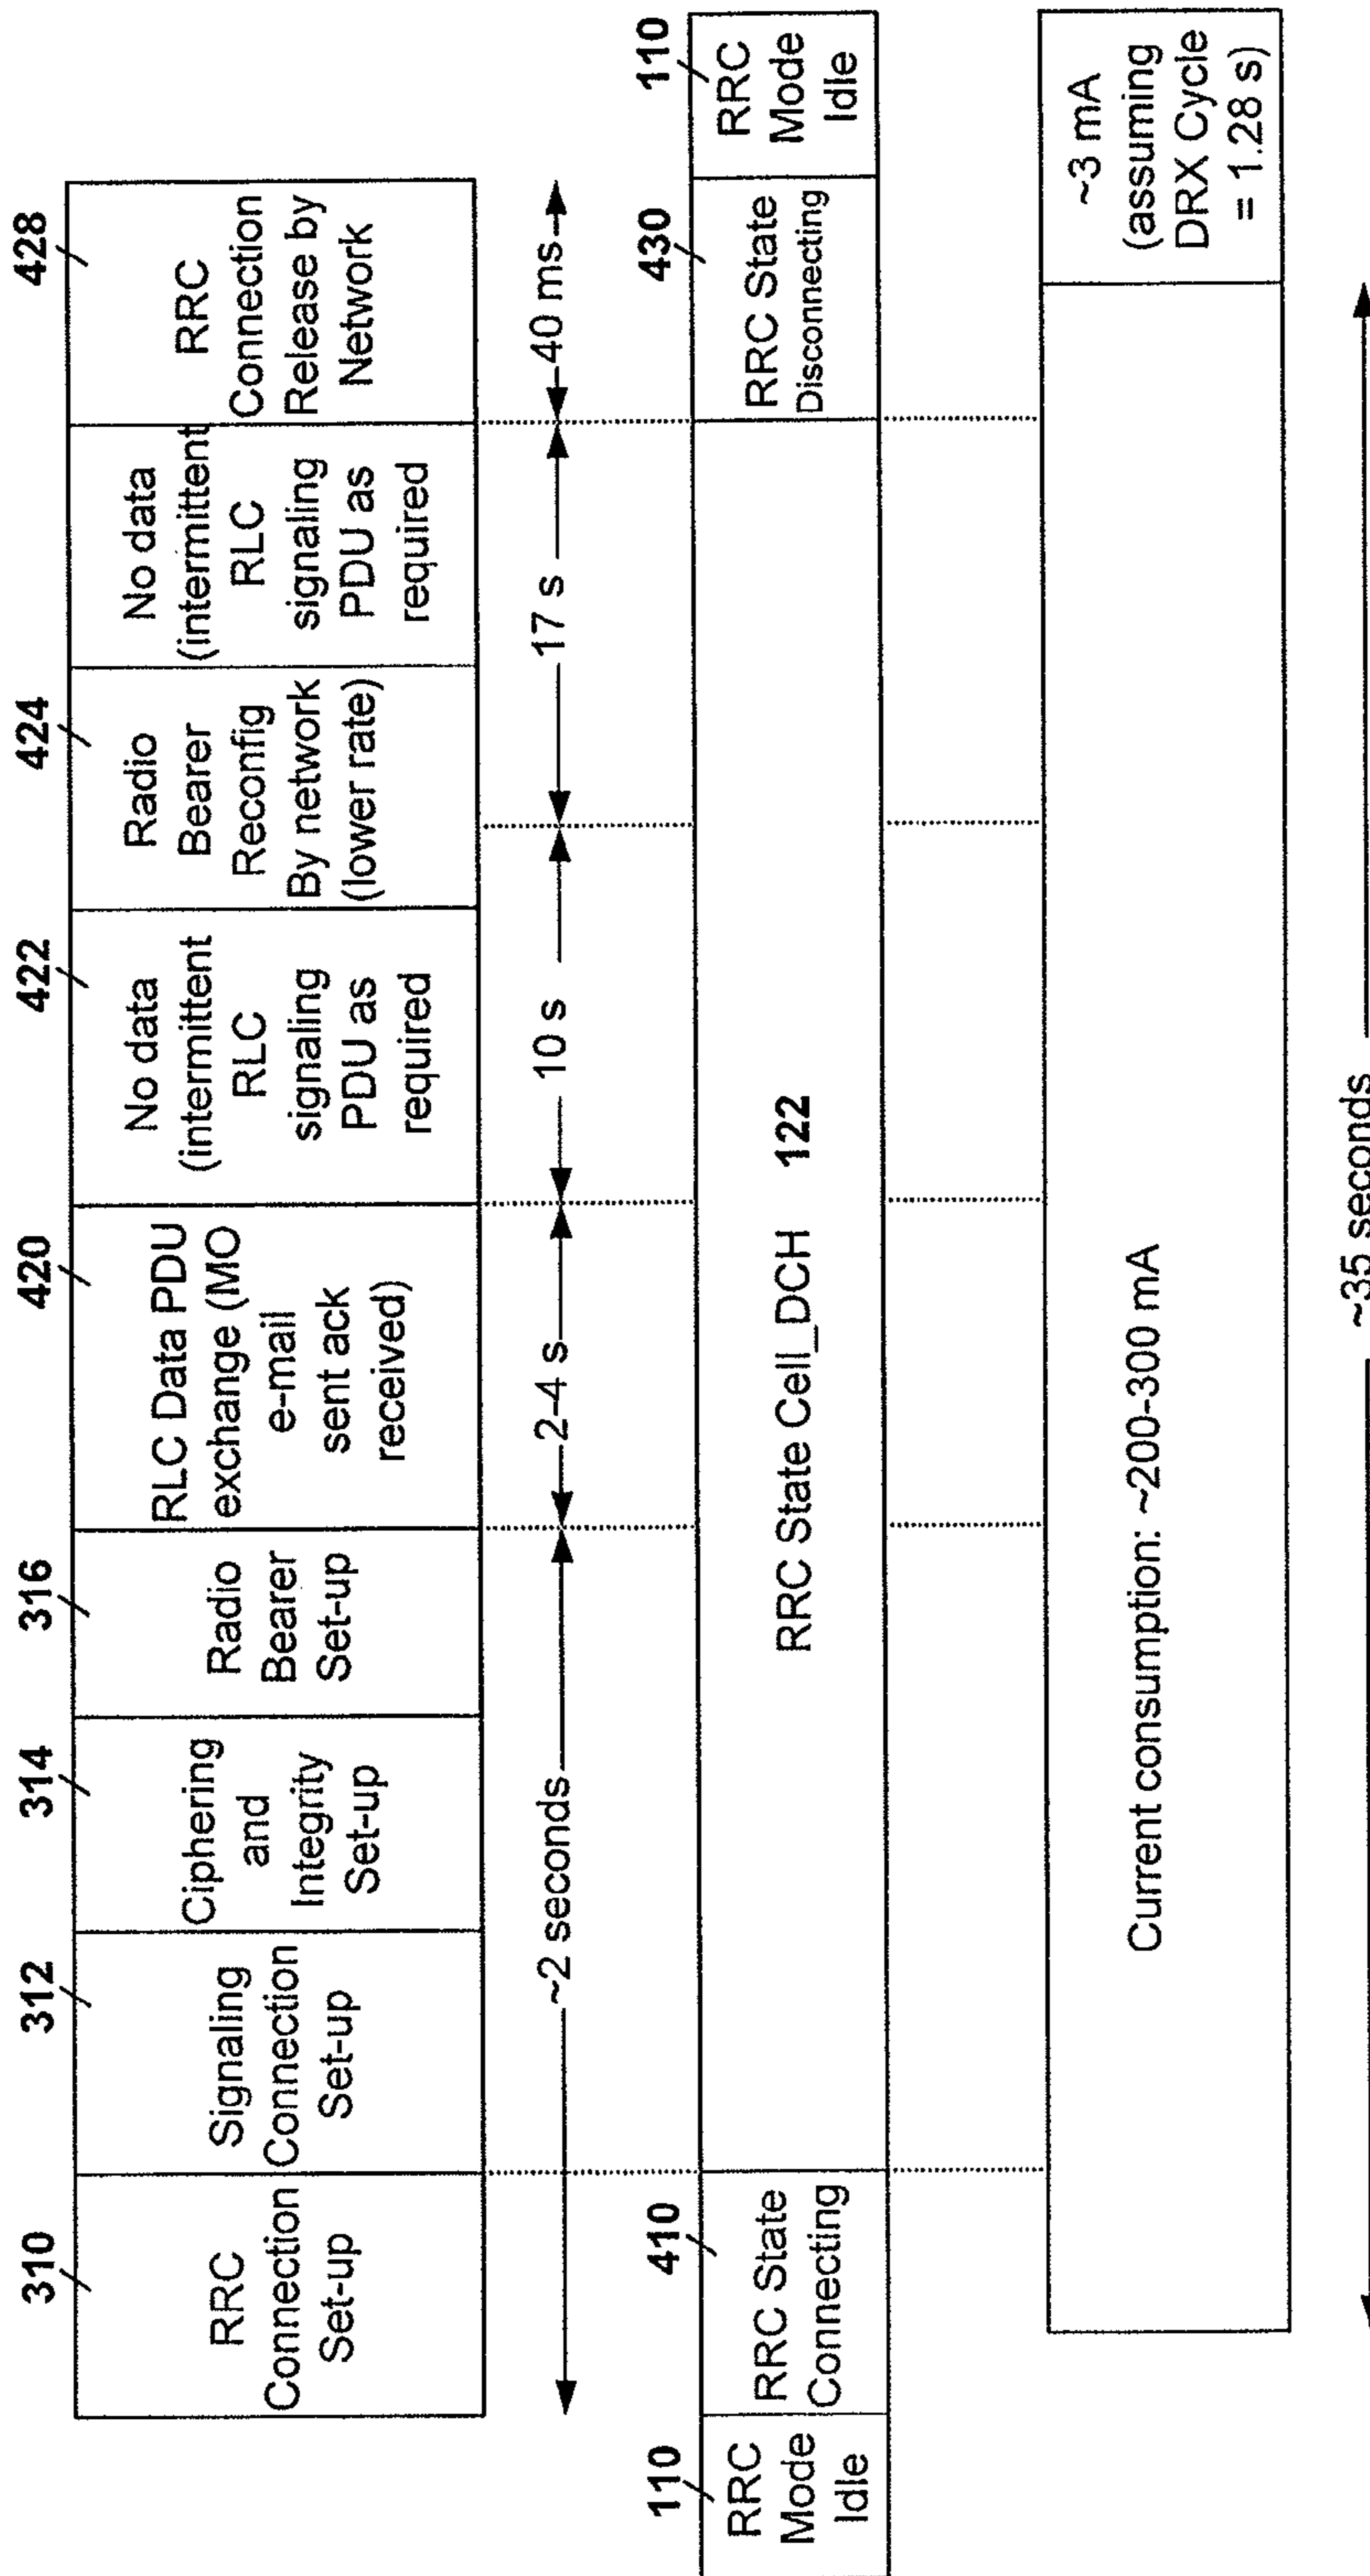 310
RRC
Connection
Set-up
312
Signaling
Connection
Set-up
314
Ciphering
and
Integrity
Set-up
316
Radio
Bearer
Set-up
420
RLC Data PDU
exchange (MO
e-mail
sent ack
received)
422
No data
(intermittent
RLC
signaling
PDU as
required
424
Radio
Bearer
Reconfig
By network
(lower rate)
No data
(intermittent
RLC
signaling
PDU as
required
428
RRC
Connection
Release by
Network
~2 seconds
2-4 s
10 s
17 s
40 ms
110
RRC
Mode
Idle
410
RRC State
Connecting
RRC State Cell_DCH 122
430
RRC State
Disconnecting
110
RRC
Mode
Idle
Current consumption: ~200-300 mA
~3 mA
(assuming
DRX Cycle
= 1.28 s)
~35 seconds